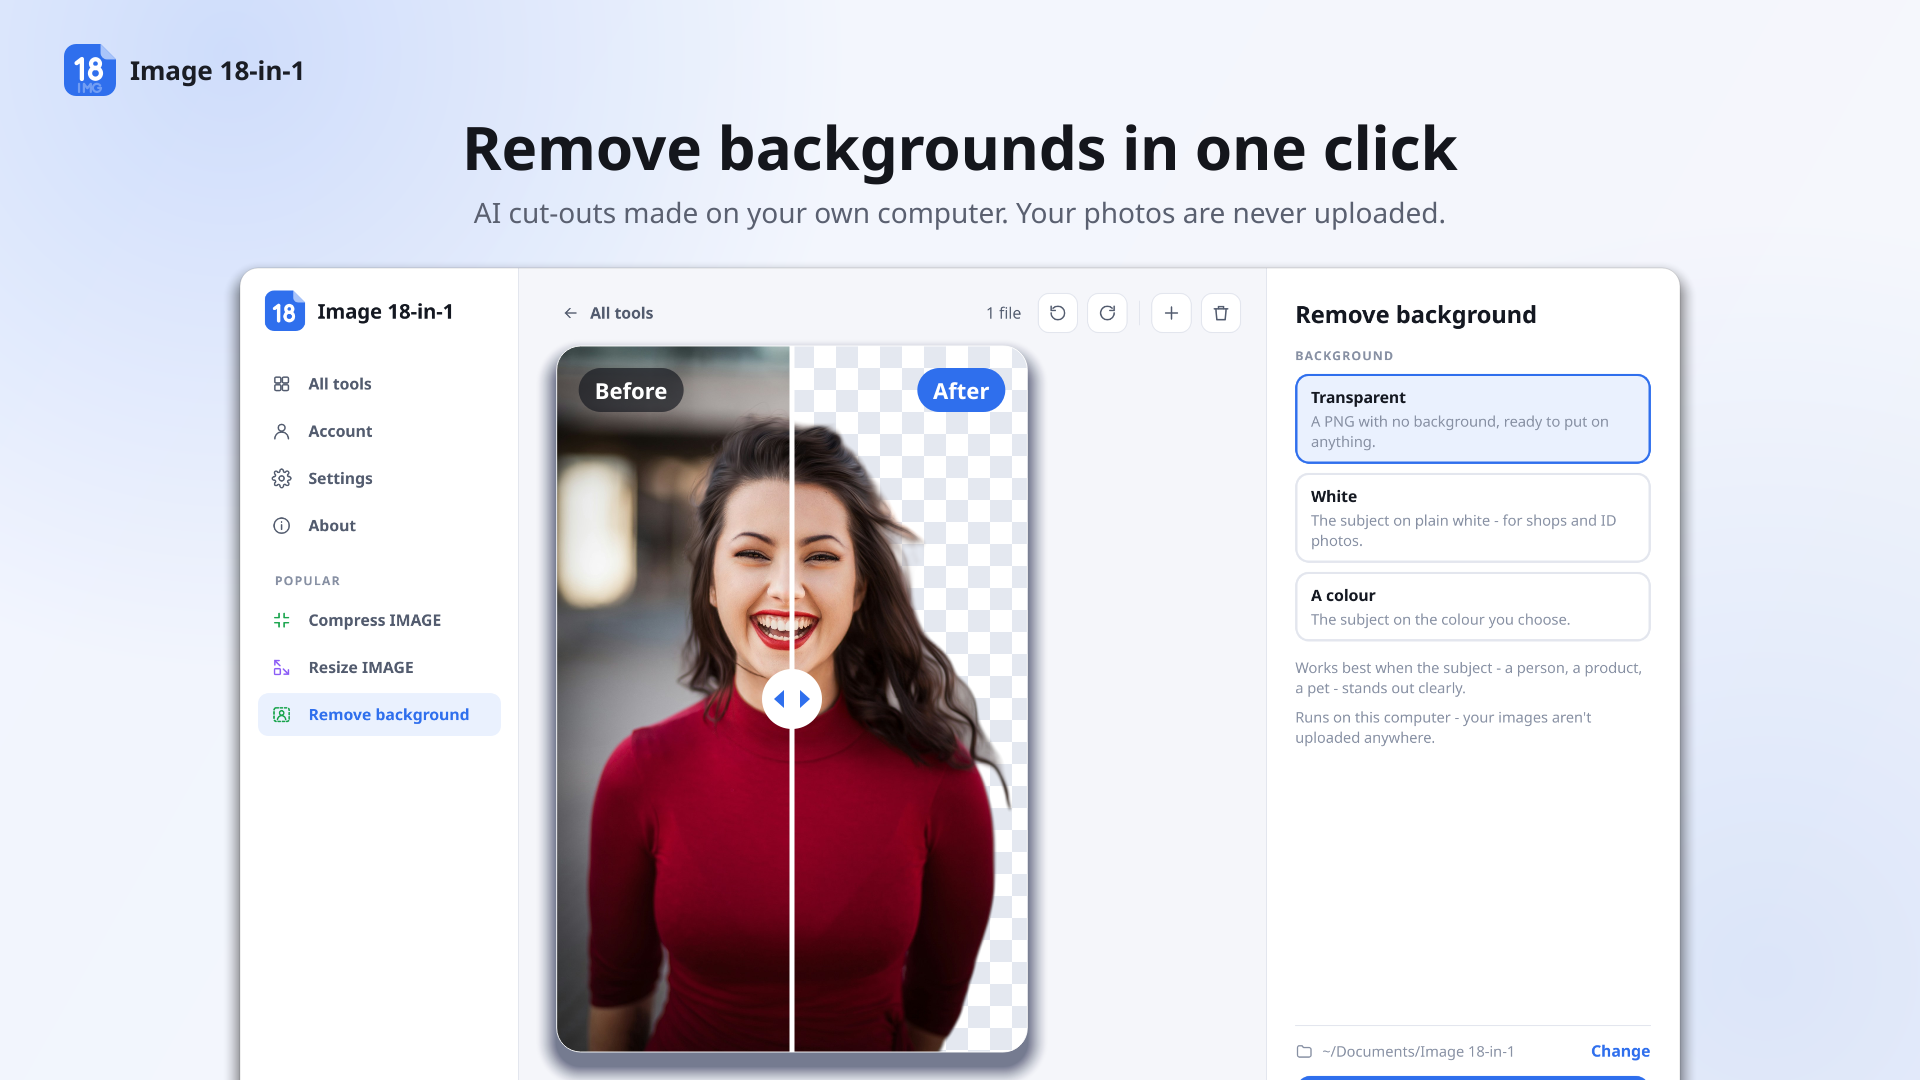 18
IMG
Image 18-in-1
Remove backgrounds in one click
AI cut-outs made on your own computer. Your photos are never uploaded.
18
Image 18-in-1
All tools
Account
Settings
About
POPULAR
Compress IMAGE
Resize IMAGE
Remove background
All tools
1 file
Before
After
Remove background
BACKGROUND
Transparent
A PNG with no background, ready to put on
anything.
White
The subject on plain white - for shops and ID
photos.
A colour
The subject on the colour you choose.
Works best when the subject - a person, a product,
a pet - stands out clearly.
Runs on this computer - your images aren't
uploaded anywhere.
~/Documents/Image 18-in-1
Change